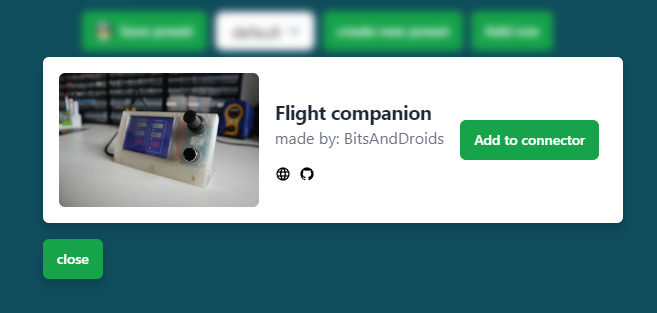 Save preset
default
create new preset
Add row
Flight companion
made by: BitsAndDroids
Add to connector
close